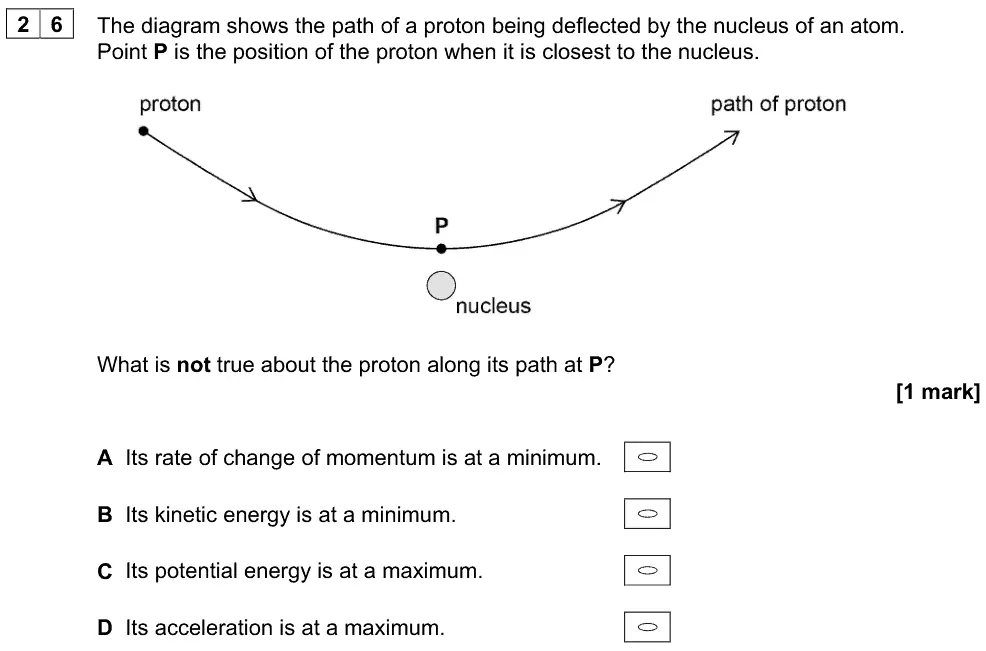 2 6 The diagram shows the path of a proton being deflected by the nucleus of an atom.
Point P is the position of the proton when it is closest to the nucleus.
proton
path of proton
P
nucleus
What is not true about the proton along its path at P?
[1 mark]
A Its rate of change of momentum is at a minimum.
B Its kinetic energy is at a minimum.
C Its potential energy is at a maximum.
D Its acceleration is at a maximum.